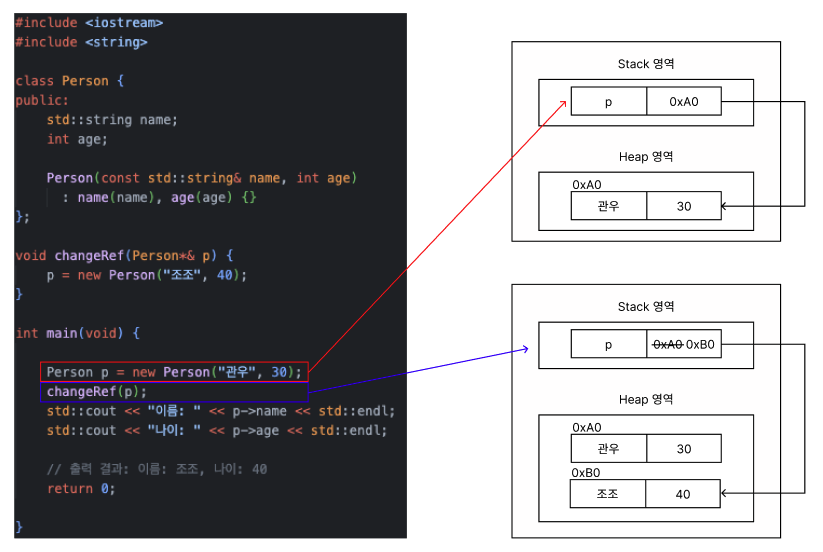 #include <iostream>
#include <string>
class Person {
public:
std::string name;
int age;
Person(const std::string& name, int age)
: name(name), age(age) {}
};
void changeRef(Person*& p) {
p = new Person("조조", 40);
}
int main(void) {
Person p = new Person("관우", 30);
changeRef(p);
std::cout << "이름: " << p->name << std::endl;
std::cout << "나이: " << p->age << std::endl;
// 출력 결과: 이름: 조조, 나이: 40
return 0;
}
Stack 영역
p 0xA0
Heap 영역
0xA0
관우 30
Stack 영역
p 0xA0 0xB0
Heap 영역
0xA0
관우 30
0xB0
조조 40